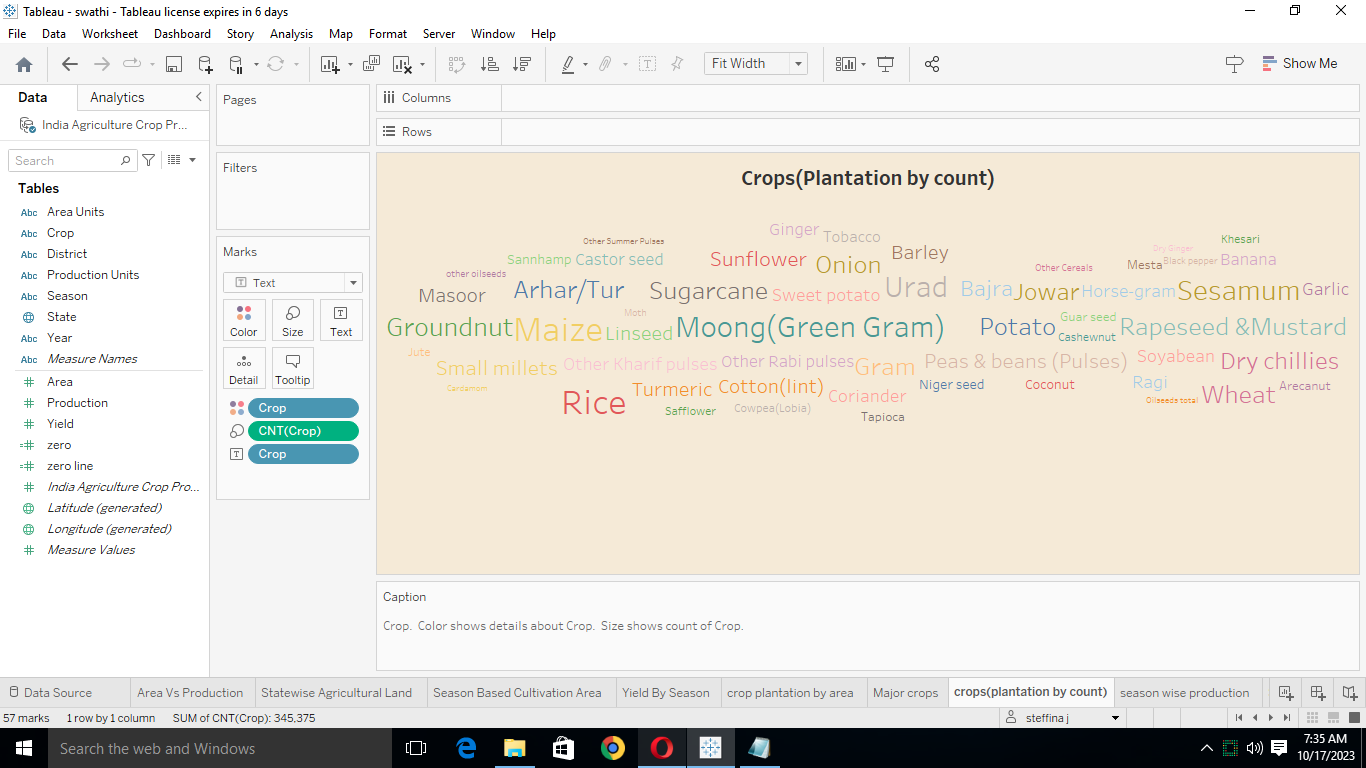 Tableau - swathi - Tableau license expires in 6 days
File Data Worksheet Dashboard Story Analysis Map Format Server Window Help
Fit Width
Show Me
Data Analytics
India Agriculture Crop Pr...
Search
Tables
Abc Area Units
Abc Crop
Abc District
Abc Production Units
Abc Season
State
Abc Year
Abc Measure Names
Area
Production
Yield
zero
zero line
India Agriculture Crop Pro...
Latitude (generated)
Longitude (generated)
Measure Values
Pages
Filters
Marks
Text
Color Size Text
Detail Tooltip
Crop
CNT(Crop)
Crop
Columns
Rows
Crops(Plantation by count)
Ginger Tobacco
Other Summer Pulses Khesari
Sannhamp Castor seed Sunflower Onion Barley Dry Ginger
Mesta Black pepper Banana
other oilseeds Other Cereals
Masoor Arhar/Tur Sugarcane Sweet potato Urad Bajra Jowar Horse-gram Sesamum Garlic
Moth Guar seed
Groundnut Maize Linseed Moong(Green Gram) Potato Cashewnut Rapeseed &Mustard
Jute
Small millets Other Kharif pulses Other Rabi pulses Gram Peas & beans (Pulses) Soyabean Dry chillies
Cardamom Turmeric Cotton(lint) Coriander Niger seed Coconut Ragi Arecanut
Rice Safflower Cowpea(Lobia) Oilseeds total Wheat
Tapioca
Caption
Crop. Color shows details about Crop. Size shows count of Crop.
Data Source Area Vs Production Statewise Agricultural Land Season Based Cultivation Area Yield By Season crop plantation by area Major crops crops(plantation by count) season wise production
57 marks 1 row by 1 column SUM of CNT(Crop): 345,375 steffina j
Search the web and Windows
7:35 AM
10/17/2023